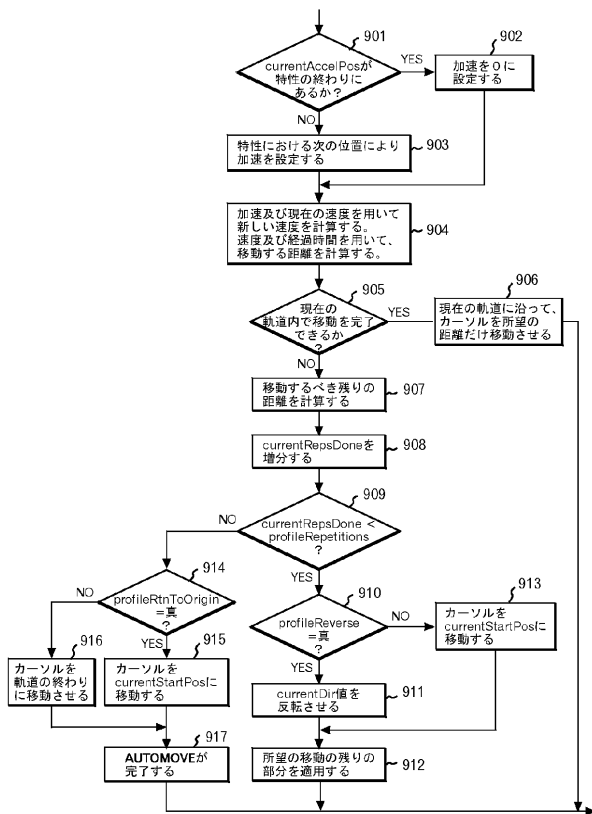 901
currentAccelPosが
特性の終わりに
あるか？
YES
902
加速を０に
設定する
NO
特性における次の位置により
加速を設定する
903
加速及び現在の速度を用いて
新しい速度を計算する。
速度及び経過時間を用いて、
移動する距離を計算する。
904
905
現在の
軌道内で移動を完了
できるか
？
YES
906
現在の軌道に沿って、
カーソルを所望の
距離だけ移動させる
NO
移動するべき残りの
距離を計算する
907
currentRepsDoneを
増分する
908
909
currentRepsDone <
profileRepetitions
？
NO
YES
914
profileRtnToOrigin
=真
？
NO
YES
910
profileReverse
=真
？
NO
YES
913
カーソルを
currentStartPosに
移動する
916
カーソルを
軌道の終わり
に移動させる
915
カーソルを
currentStartPosに
移動する
currentDir値を
反転させる
911
917
AUTOMOVEが
完了する
所望の移動の残りの
部分を適用する
912